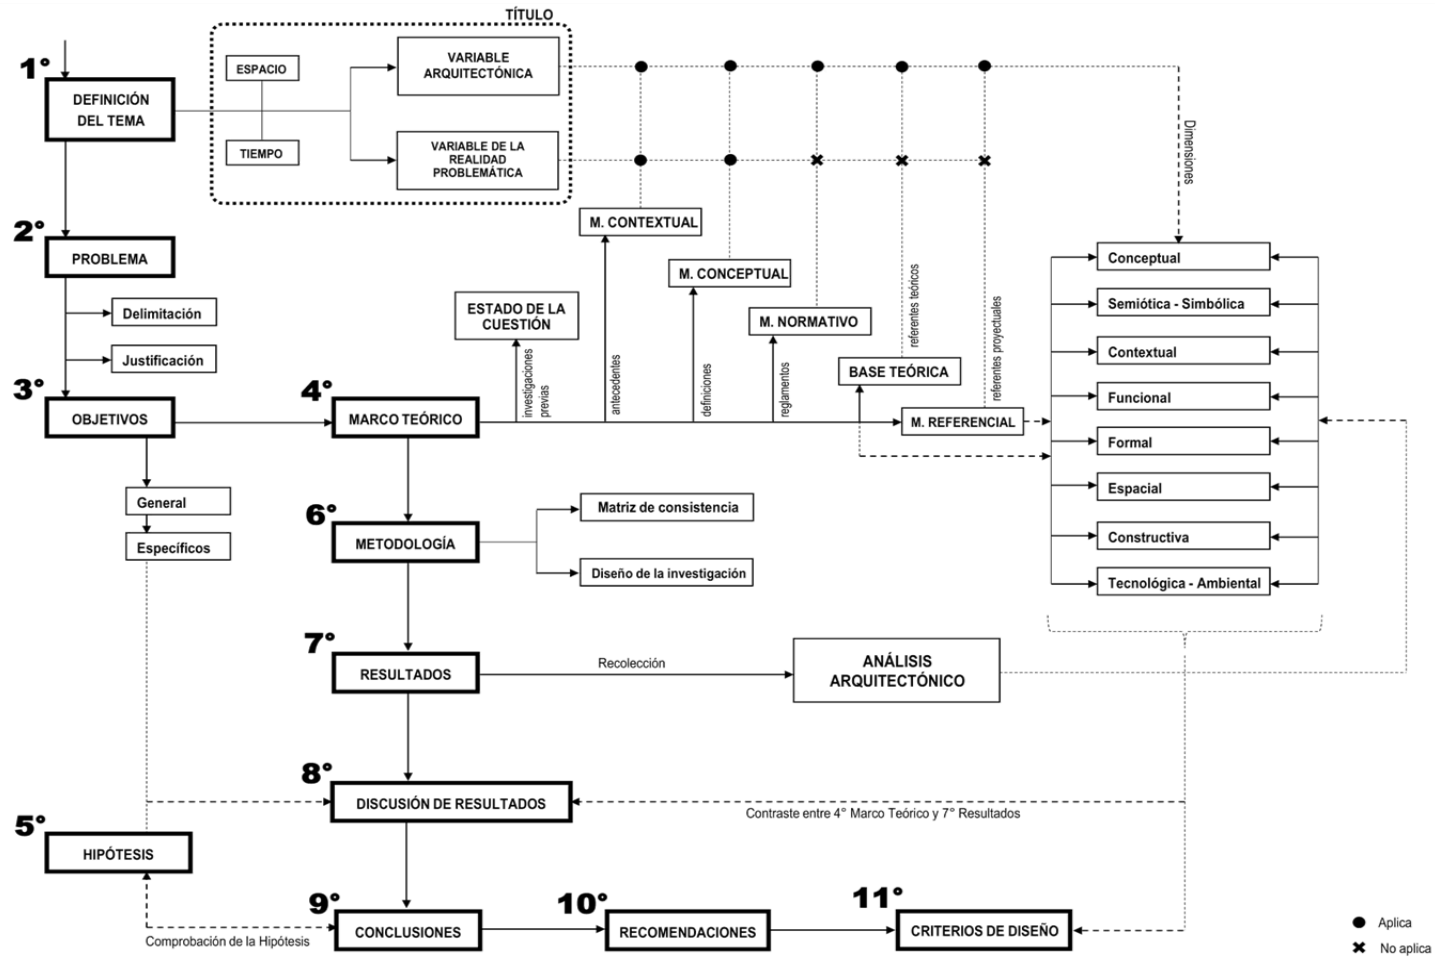 TÍTULO
1°
DEFINICIÓN
DEL TEMA
ESPACIO
TIEMPO
VARIABLE
ARQUITECTÓNICA
VARIABLE DE LA
REALIDAD
PROBLEMÁTICA
Dimensiones
2°
PROBLEMA
Delimitación
Justificación
M. CONTEXTUAL
M. CONCEPTUAL
ESTADO DE LA
CUESTIÓN
M. NORMATIVO
BASE TEÓRICA
investigaciones
previas
antecedentes
definiciones
reglamentos
referentes teóricos
referentes proyectuales
3°
OBJETIVOS
4°
MARCO TEÓRICO
M. REFERENCIAL
Conceptual
Semiótica - Simbólica
Contextual
Funcional
Formal
Espacial
Constructiva
Tecnológica - Ambiental
General
Específicos
6°
METODOLOGÍA
Matriz de consistencia
Diseño de la investigación
7°
RESULTADOS
Recolección
ANÁLISIS
ARQUITECTÓNICO
8°
DISCUSIÓN DE RESULTADOS
Contraste entre 4° Marco Teórico y 7° Resultados
5°
HIPÓTESIS
Comprobación de la Hipótesis
9°
CONCLUSIONES
10°
RECOMENDACIONES
11°
CRITERIOS DE DISEÑO
Aplica
No aplica